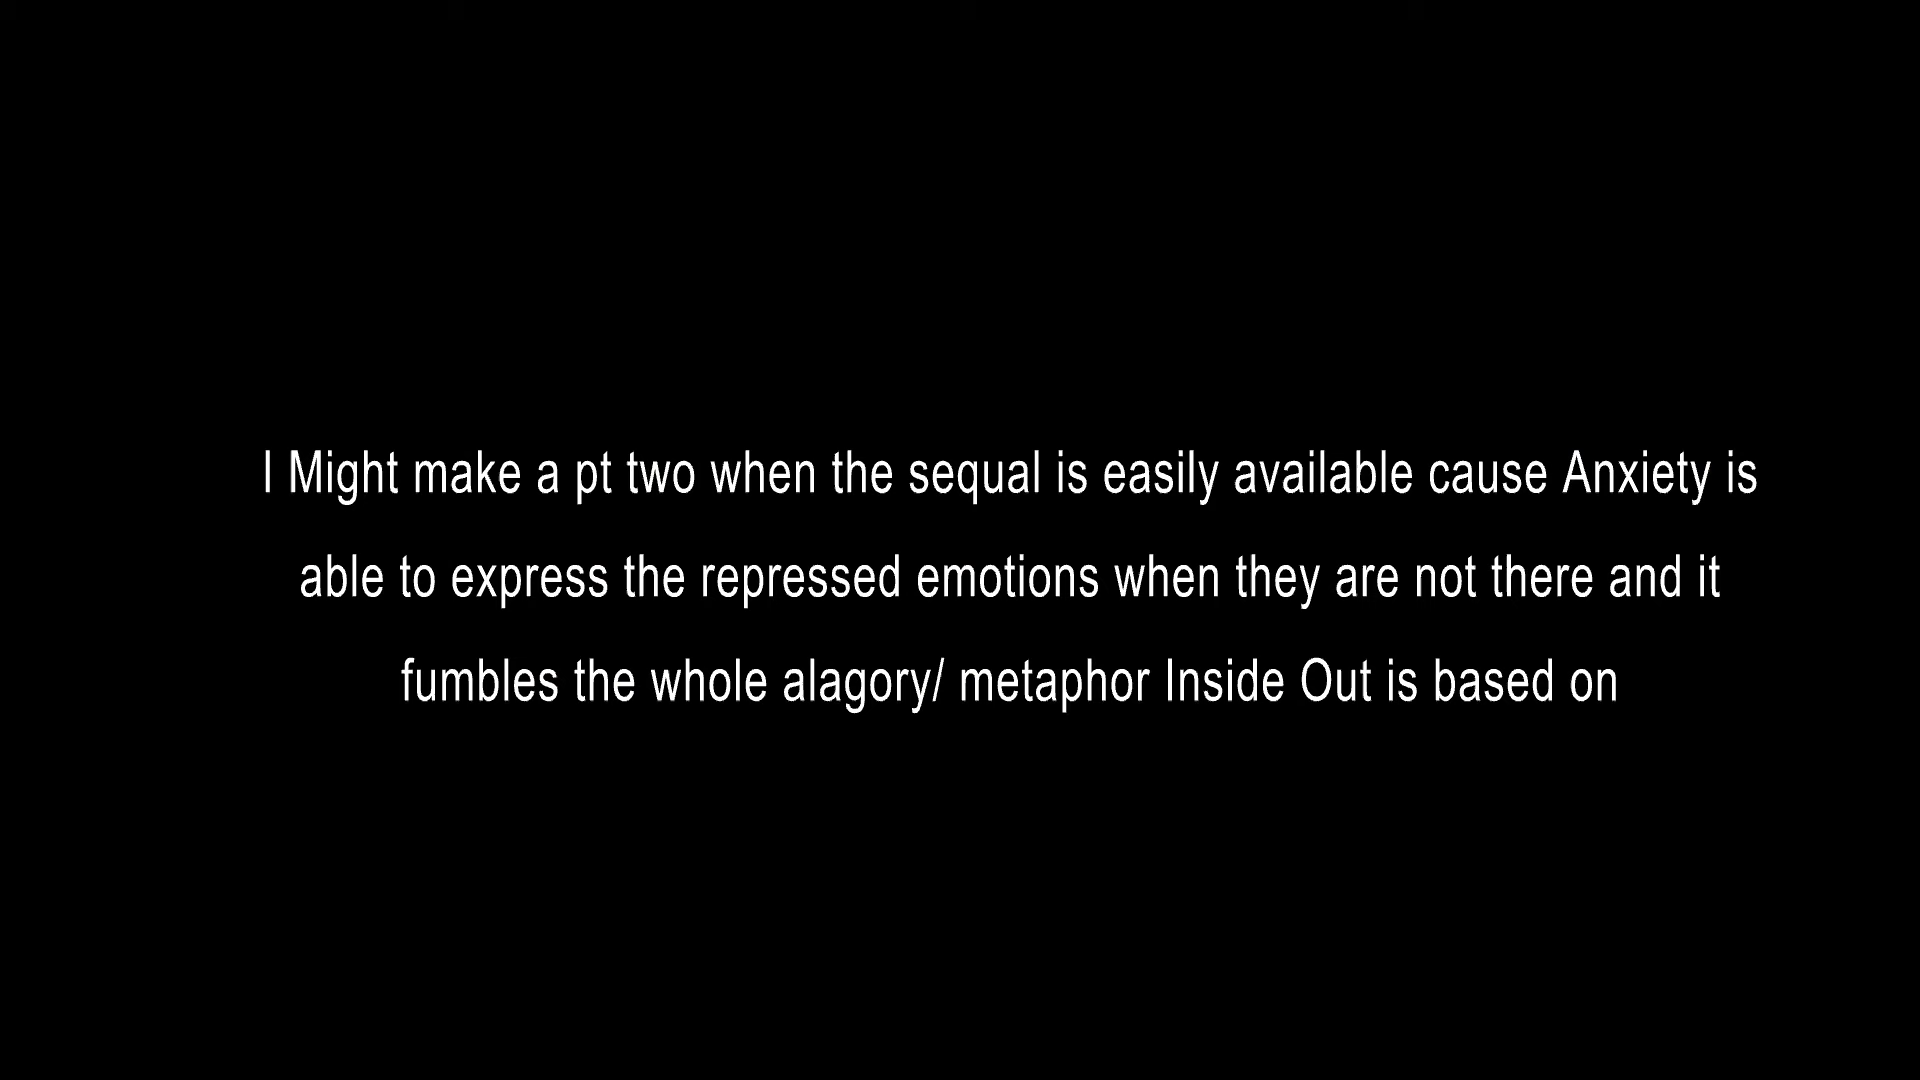 I Might make a pt two when the sequal is easily available cause Anxiety is
able to express the repressed emotions when they are not there and it
fumbles the whole alagory/ metaphor Inside Out is based on